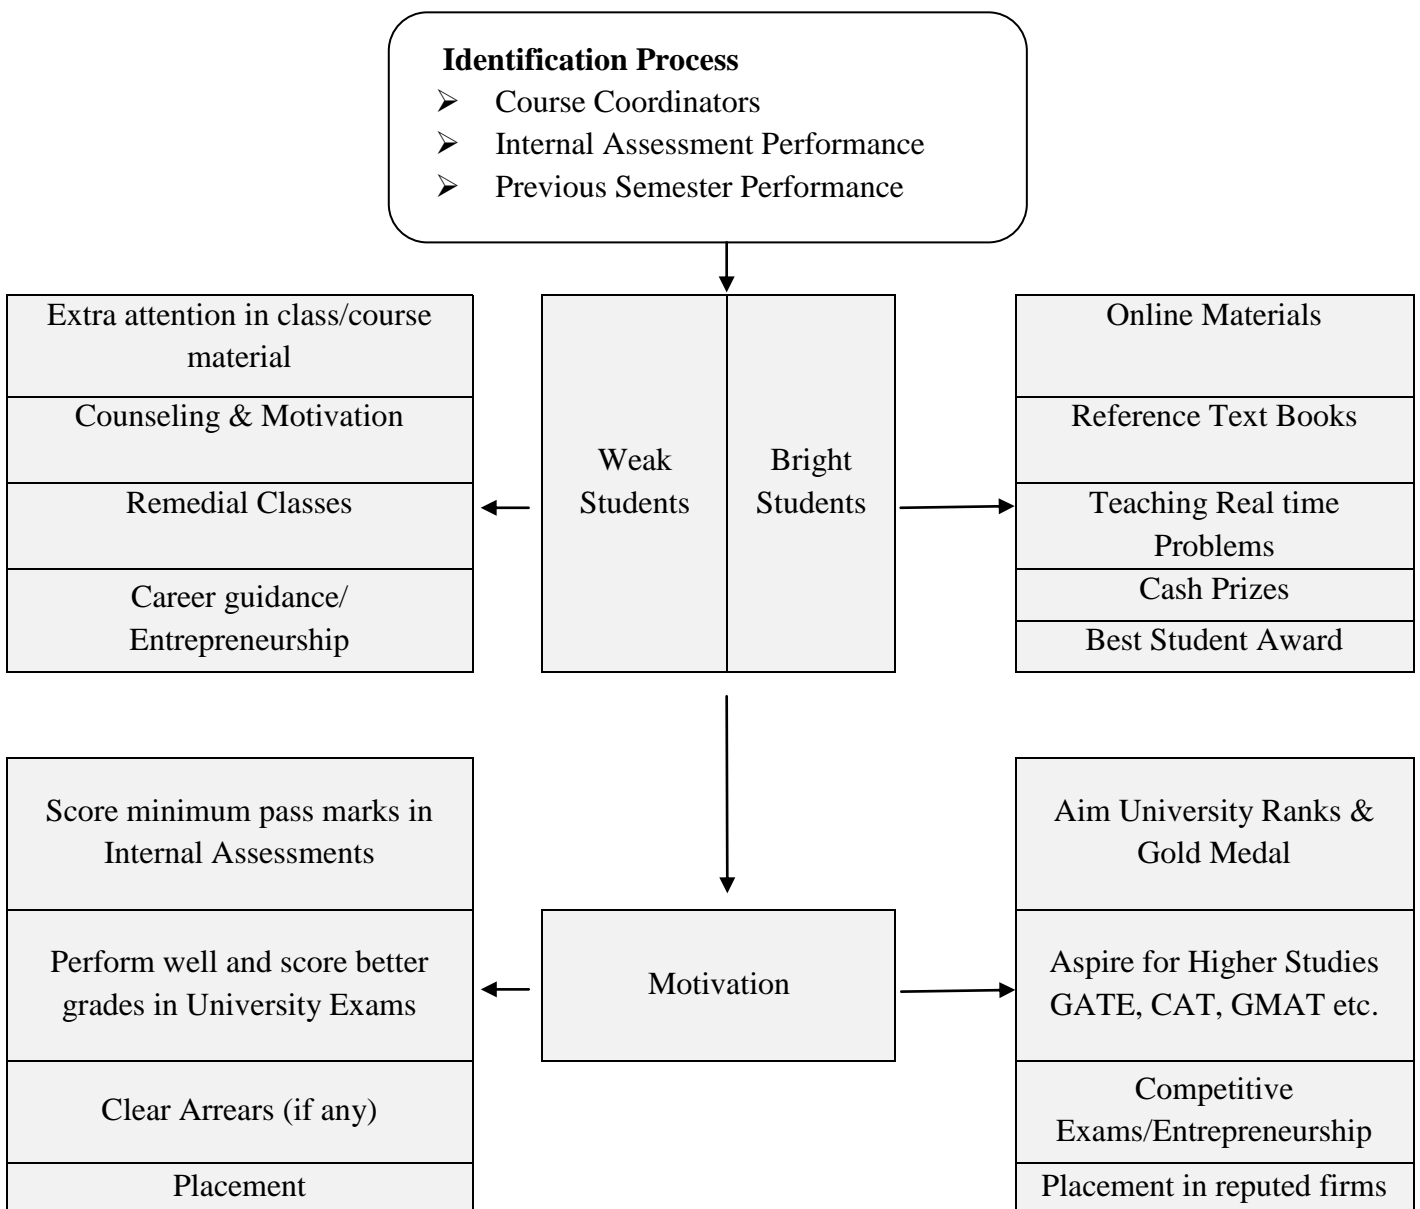 Identification Process
➢ Course Coordinators
➢ Internal Assessment Performance
➢ Previous Semester Performance
Extra attention in class/course
material
Counseling & Motivation
Remedial Classes
Career guidance/
Entrepreneurship
Weak
Students
Bright
Students
Online Materials
Reference Text Books
Teaching Real time
Problems
Cash Prizes
Best Student Award
Score minimum pass marks in
Internal Assessments
Perform well and score better
grades in University Exams
Clear Arrears (if any)
Placement
Motivation
Aim University Ranks &
Gold Medal
Aspire for Higher Studies
GATE, CAT, GMAT etc.
Competitive
Exams/Entrepreneurship
Placement in reputed firms